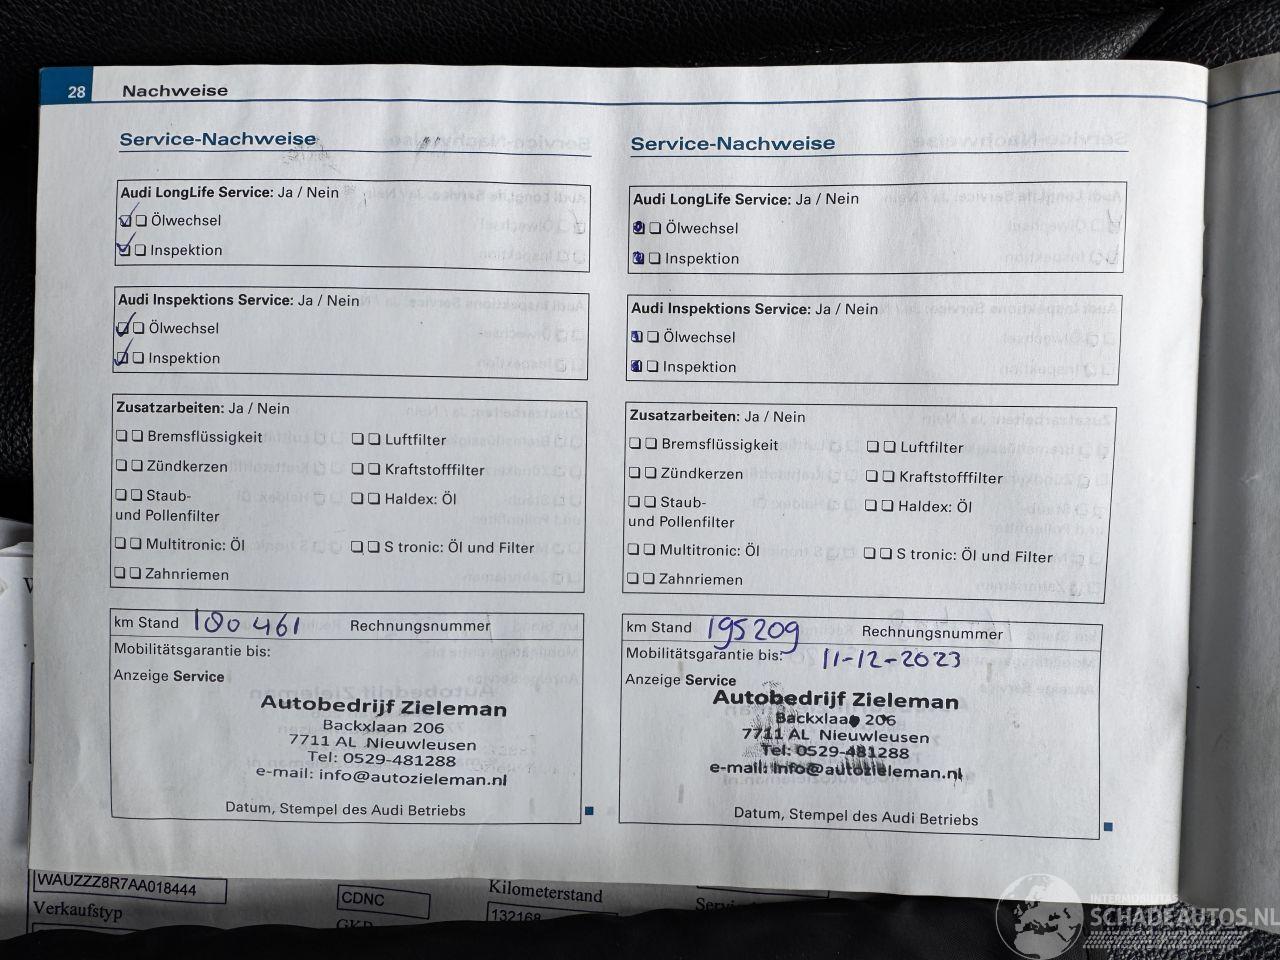 28 Nachweise
Service-Nachweise
Audi LongLife Service: Ja / Nein
Ölwechsel
Inspektion
Audi Inspektions Service: Ja / Nein
Ölwechsel
Inspektion
Zusatzarbeiten: Ja / Nein
Bremsflüssigkeit
Luftfilter
Zündkerzen
Kraftstofffilter
Staub-
und Pollenfilter
Haldex: Öl
Multitronic: Öl
S tronic: Öl und Filter
Zahnriemen
km Stand 180461 Rechnungsnummer
Mobilitätsgarantie bis:
Anzeige Service
Autobedrijf Zieleman
Backxlaan 206
7711 AL Nieuwleusen
Tel: 0529-481288
e-mail: info@autozieleman.nl
Datum, Stempel des Audi Betriebs
Service-Nachweise
Audi LongLife Service: Ja / Nein
Ölwechsel
Inspektion
Audi Inspektions Service: Ja / Nein
Ölwechsel
Inspektion
Zusatzarbeiten: Ja / Nein
Bremsflüssigkeit
Luftfilter
Zündkerzen
Kraftstofffilter
Staub-
und Pollenfilter
Haldex: Öl
Multitronic: Öl
S tronic: Öl und Filter
Zahnriemen
km Stand 195209 Rechnungsnummer
Mobilitätsgarantie bis: 11-12-2023
Anzeige Service
Autobedrijf Zieleman
Backxlaan 206
7711 AL Nieuwleusen
Tel: 0529-481288
e-mail: info@autozieleman.nl
Datum, Stempel des Audi Betriebs
WAUZZZ8R7AA018444
Verkaufstyp
CDNC
Kilometerstand
132168
INTERMOBILITAS
SCHADEAUTOS.NL